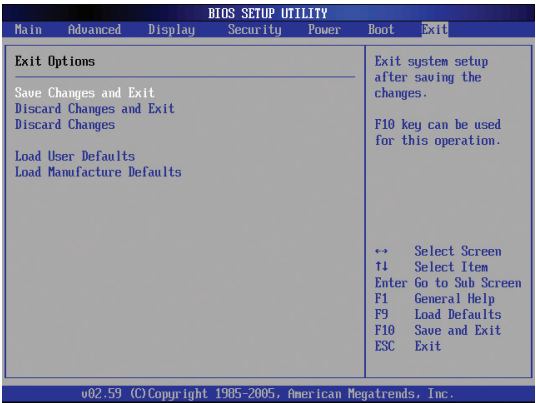 BIOS SETUP UTILITY
Main Advanced Display Security Power Boot Exit
Exit Options
Save Changes and Exit
Discard Changes and Exit
Discard Changes
Load User Defaults
Load Manufacture Defaults
Exit system setup
after saving the
changes.
F10 key can be used
for this operation.
↔ Select Screen
↑↓ Select Item
Enter Go to Sub Screen
F1 General Help
F9 Load Defaults
F10 Save and Exit
ESC Exit
v02.59 (C)Copyright 1985-2005, American Megatrends, Inc.